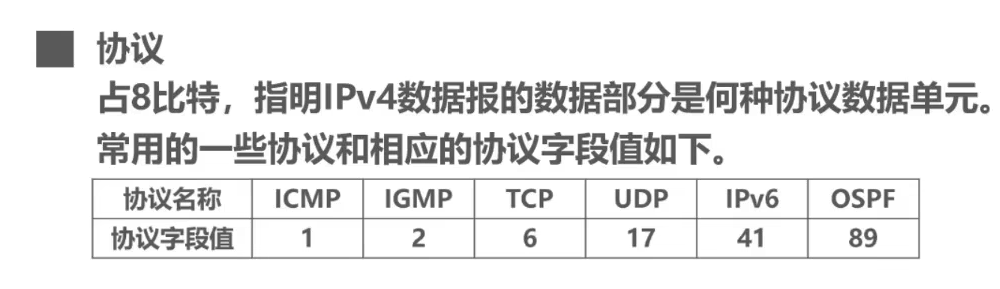 协议
占8比特，指明IPv4数据报的数据部分是何种协议数据单元。
常用的一些协议和相应的协议字段值如下。
协议名称 ICMP IGMP TCP UDP IPv6 OSPF
协议字段值 1 2 6 17 41 89